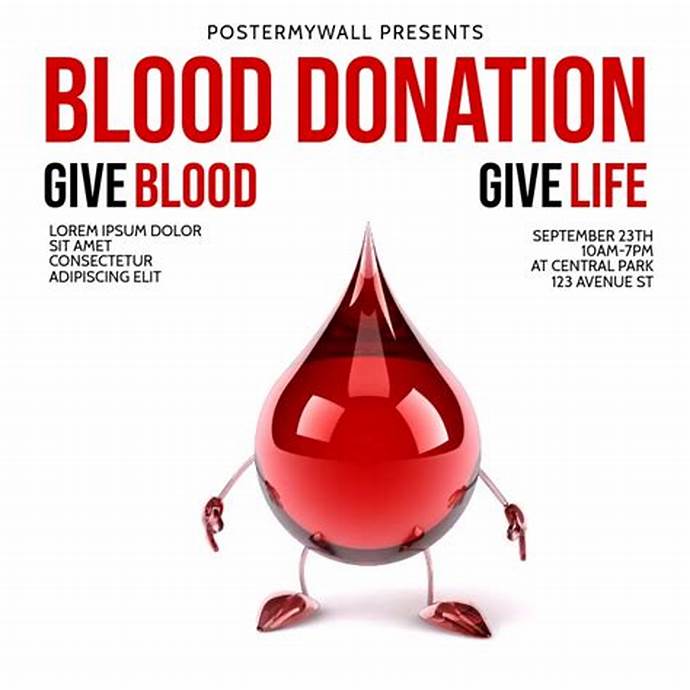 POSTERMYWALL PRESENTS
BLOOD DONATION
GIVE BLOOD
GIVE LIFE
LOREM IPSUM DOLOR
SIT AMET
CONSECTETUR
ADIPISCING ELIT
SEPTEMBER 23TH
10AM-7PM
AT CENTRAL PARK
123 AVENUE ST